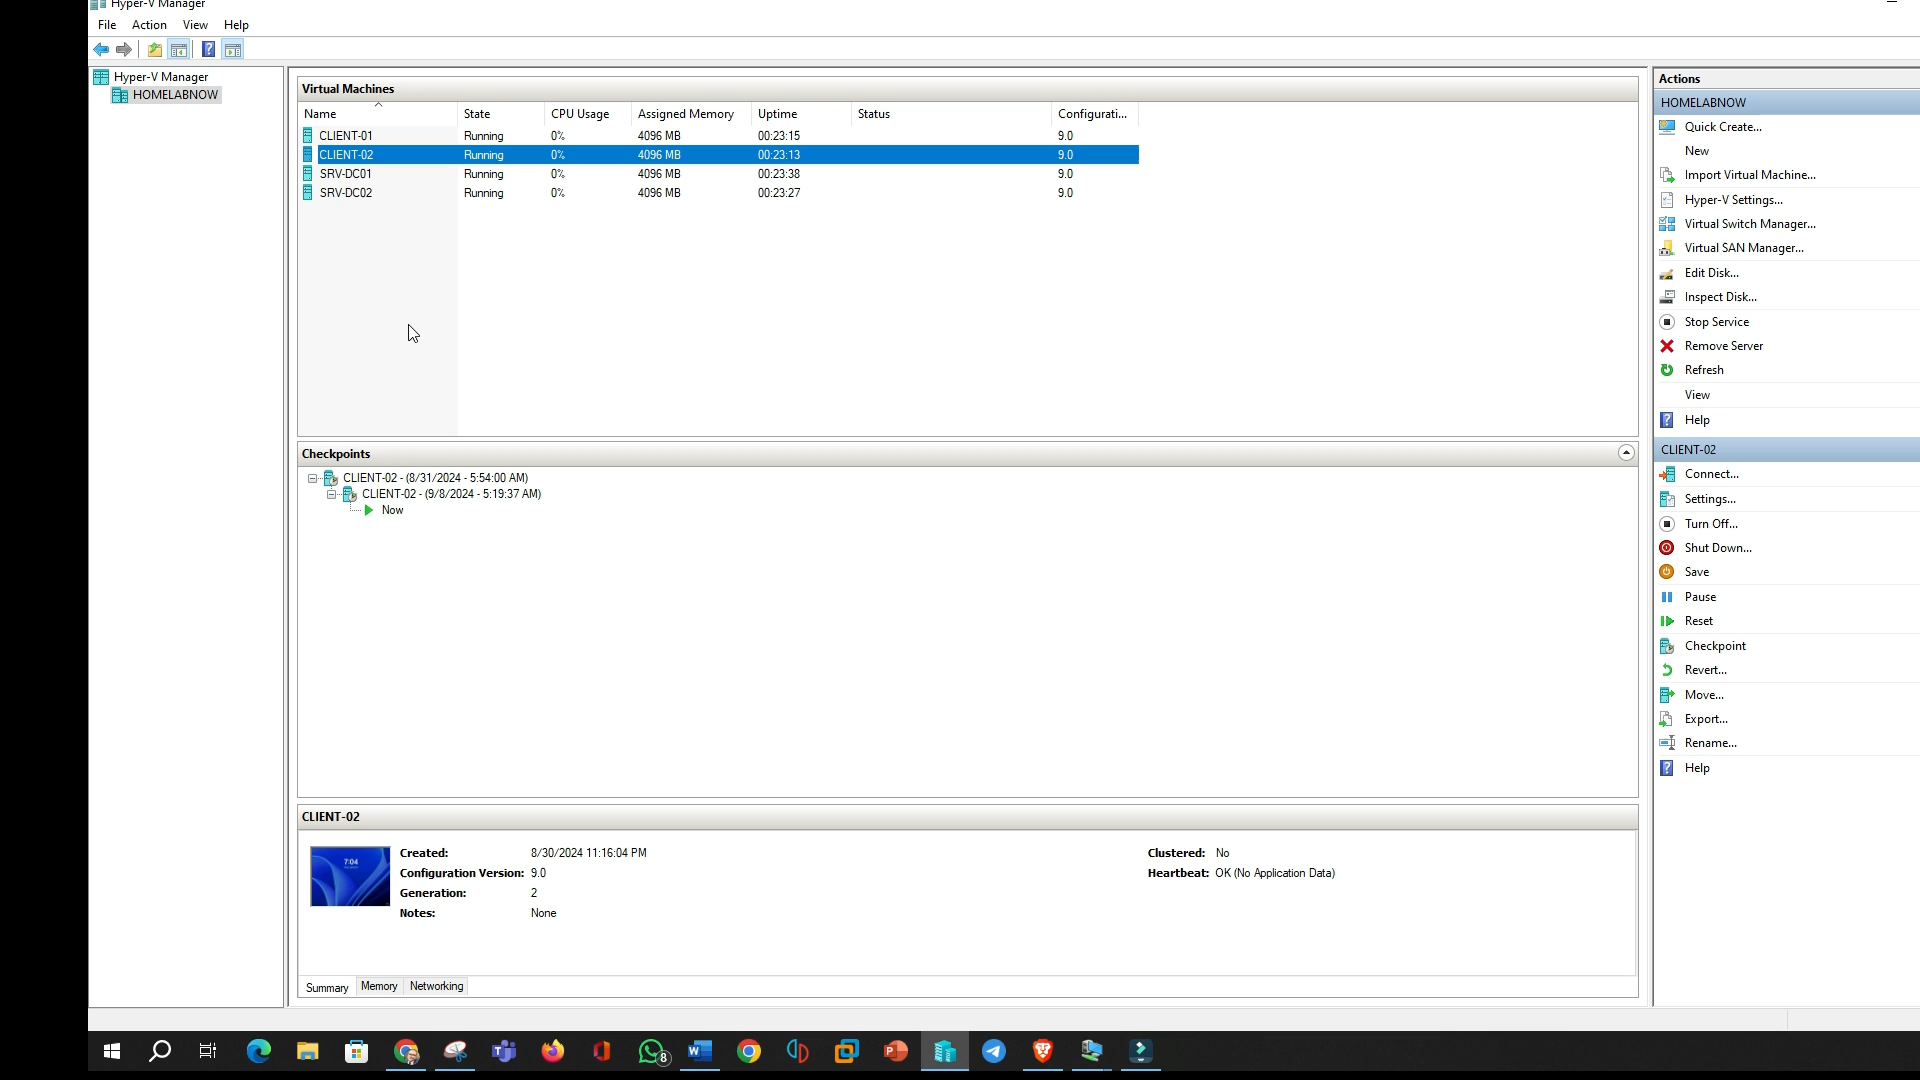 Hyper-V Manager
File Action View Help
Hyper-V Manager
HOMELABNOW
Virtual Machines
Name State CPU Usage Assigned Memory Uptime Status Configurati...
CLIENT-01 Running 0% 4096 MB 00:23:15 9.0
CLIENT-02 Running 0% 4096 MB 00:23:13 9.0
SRV-DC01 Running 0% 4096 MB 00:23:38 9.0
SRV-DC02 Running 0% 4096 MB 00:23:27 9.0
Checkpoints
CLIENT-02 - (8/31/2024 - 5:54:00 AM)
CLIENT-02 - (9/8/2024 - 5:19:37 AM)
Now
CLIENT-02
7:04
Created: 8/30/2024 11:16:04 PM
Configuration Version: 9.0
Generation: 2
Notes: None
Clustered: No
Heartbeat: OK (No Application Data)
Summary Memory Networking
Actions
HOMELABNOW
Quick Create...
New
Import Virtual Machine...
Hyper-V Settings...
Virtual Switch Manager...
Virtual SAN Manager...
Edit Disk...
Inspect Disk...
Stop Service
Remove Server
Refresh
View
Help
CLIENT-02
Connect...
Settings...
Turn Off...
Shut Down...
Save
Pause
Reset
Checkpoint
Revert...
Move...
Export...
Rename...
Help
8